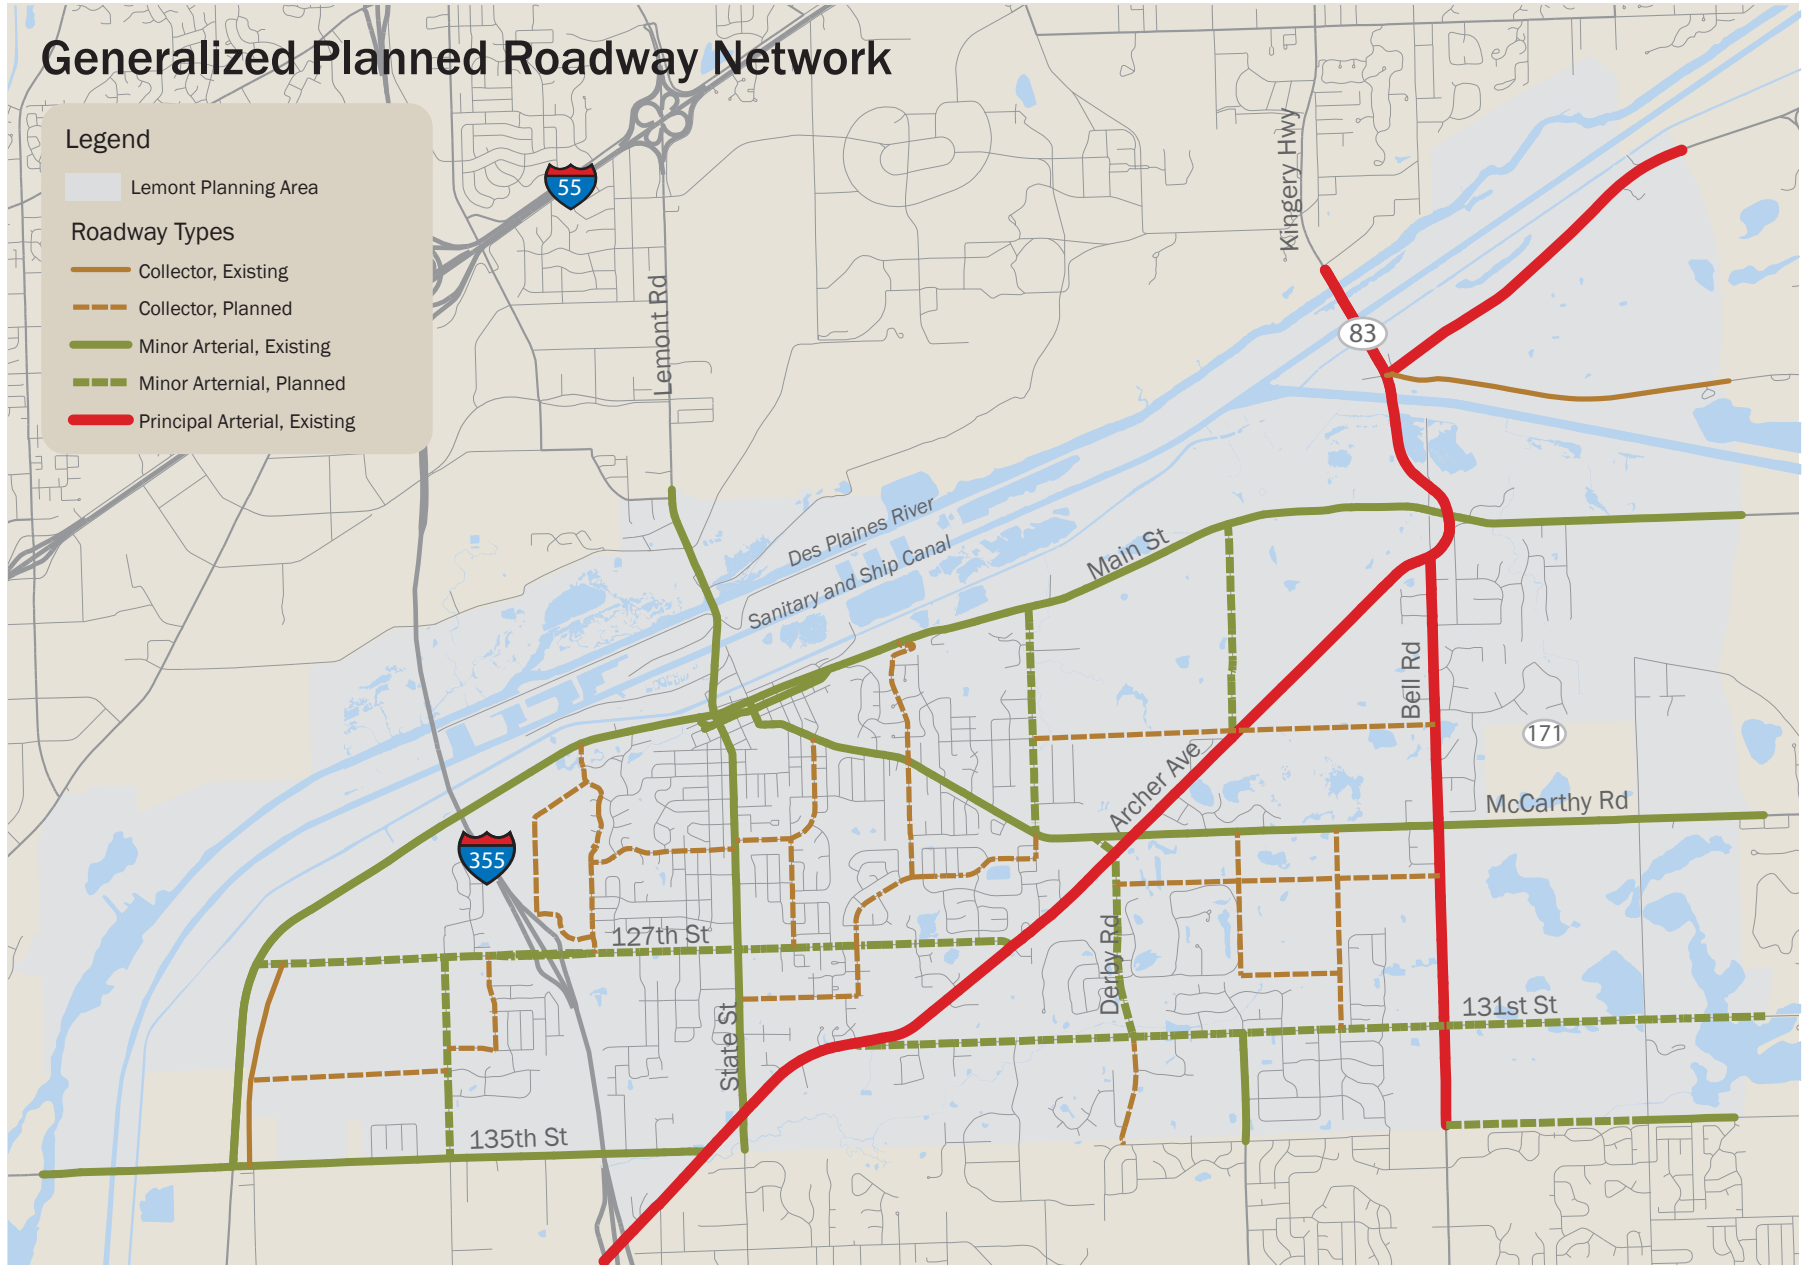 Generalized Planned Roadway Network
Legend
Lemont Planning Area
Roadway Types
Collector, Existing
Collector, Planned
Minor Arterial, Existing
Minor Arternial, Planned
Principal Arterial, Existing
55
Lemont Rd
Kingery Hwy
83
Des Plaines River
Sanitary and Ship Canal
Main St
Bell Rd
171
Archer Ave
McCarthy Rd
355
127th St
Derby Rd
State St
131st St
135th St